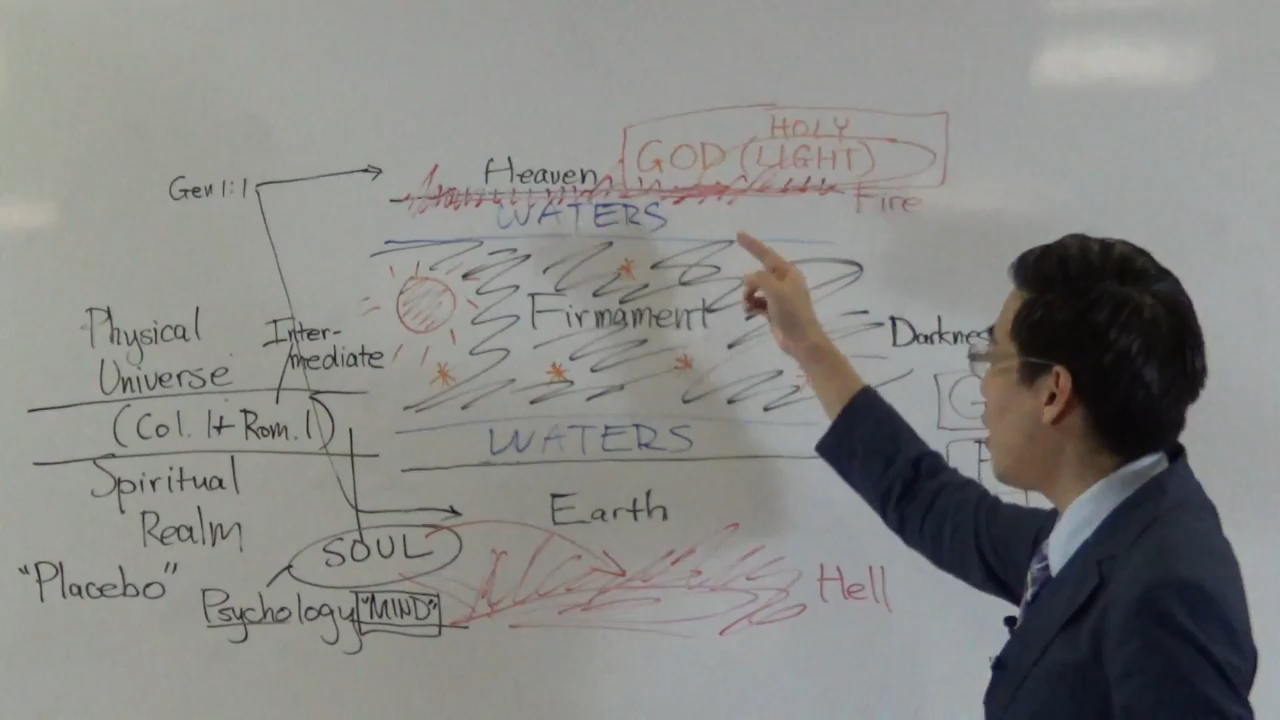 HOLY
GOD (LIGHT)
Gen 1:1
Heaven
Fire
WATERS
Firmament
Physical
Universe
Inter-
mediate
Darkness
(Col. 1 + Rom. 1)
WATERS
Spiritual
Realm
Earth
SOUL
"Placebo"
Psychology "MIND"
Hell